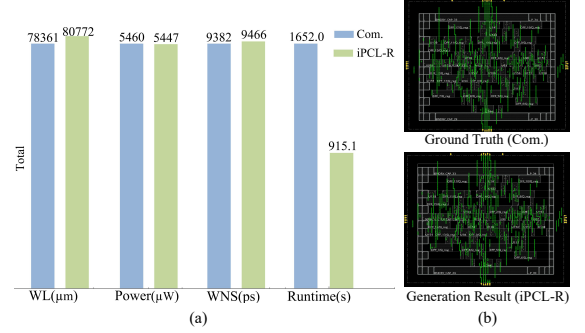 78361 80772 5460 5447 9382 9466 1652.0
Com.
iPCL-R
915.1
Total
WL(µm) Power(µW) WNS(ps) Runtime(s)
(a)
Ground Truth (Com.)
Generation Result (iPCL-R)
(b)